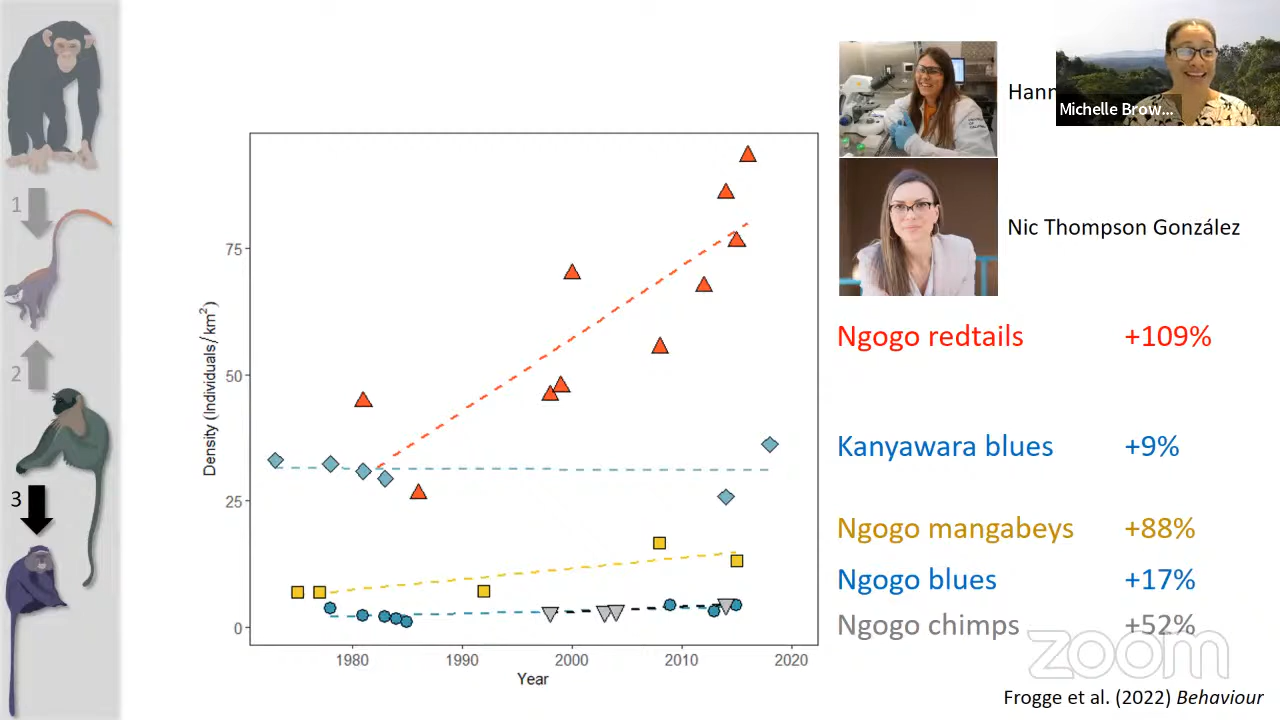 1
2
3
75
50
25
0
Density (Individuals/km²)
1980
1990
2000
2010
2020
Year
Hann
Michelle Brow...
Nic Thompson González
Ngogo redtails +109%
Kanyawara blues +9%
Ngogo mangabeys +88%
Ngogo blues +17%
Ngogo chimps +52%
zoom
Frogge et al. (2022) Behaviour